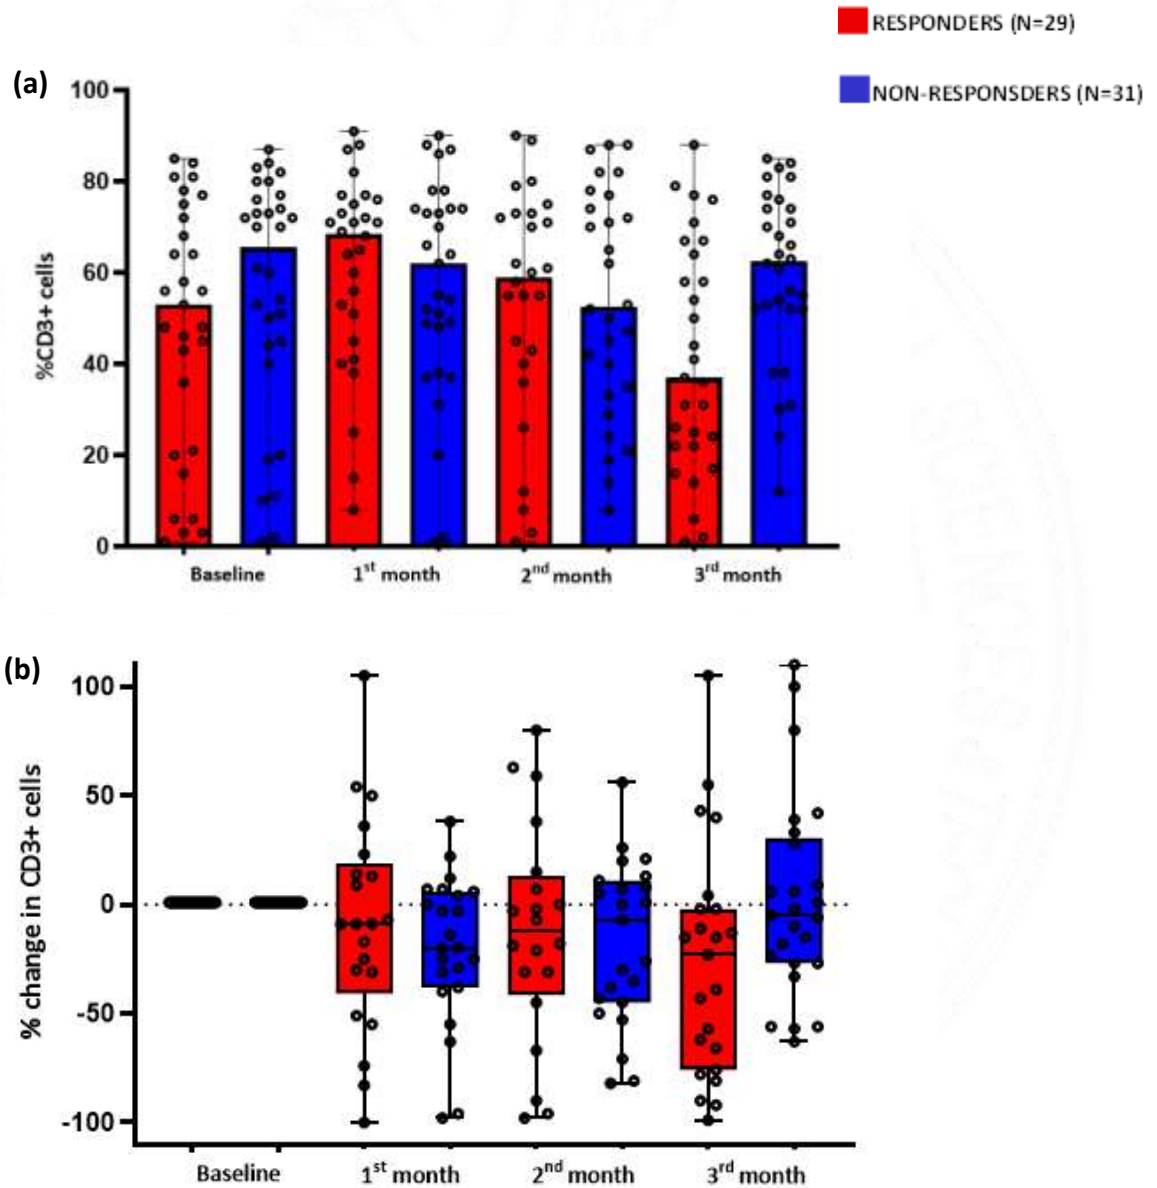 RESPONDERS (N=29)
NON-RESPONSDERS (N=31)
(a)
100
80
60
40
20
0
%CD3+ cells
Baseline
1st month
2nd month
3rd month
(b)
100
50
0
-50
-100
% change in CD3+ cells
Baseline
1st month
2nd month
3rd month
SCIENCES &